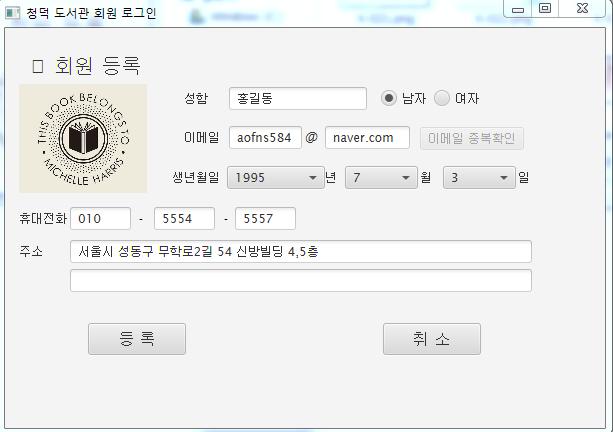 청덕 도서관 회원 로그인
회원 등록
THIS BOOK BELONGS TO
MICHELLE HARRIS
성함 홍길동 남자 여자
이메일 aofns584 @ naver.com 이메일 중복확인
생년월일 1995 년 7 월 3 일
휴대전화 010 - 5554 - 5557
주소 서울시 성동구 무학로2길 54 신방빌딩 4,5층
등 록 취 소